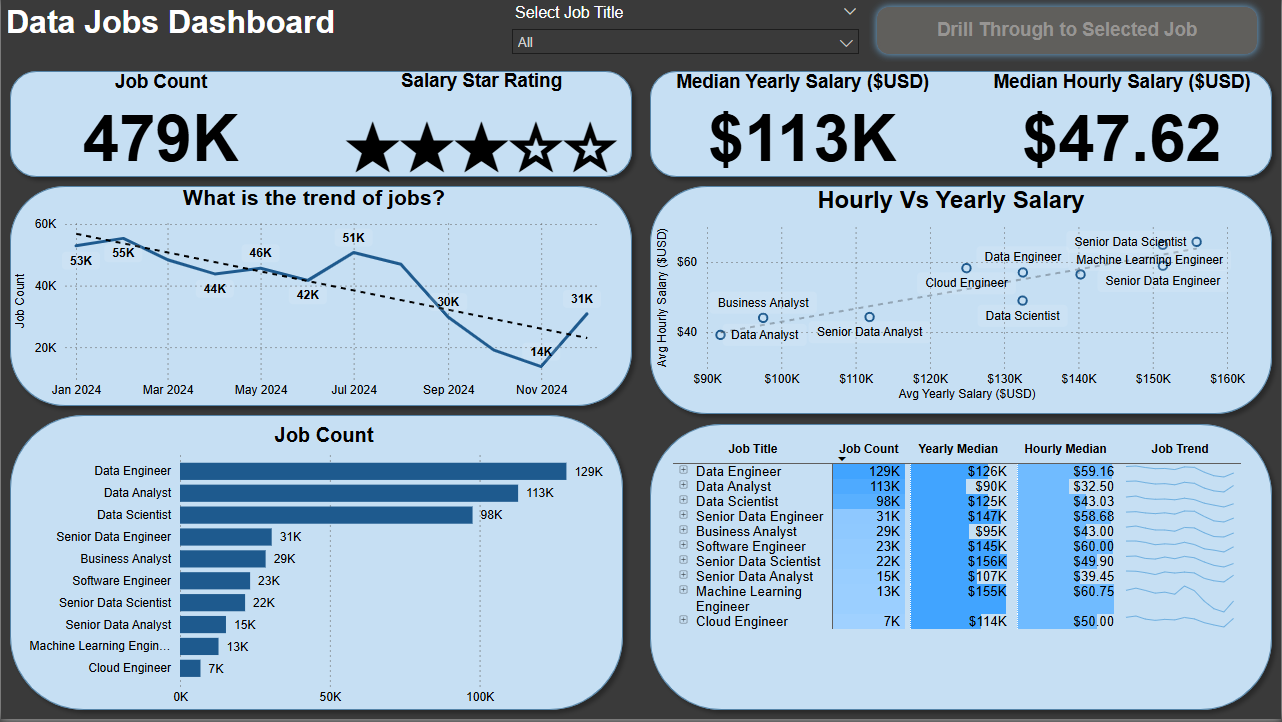 Data Jobs Dashboard
Select Job Title
All
Drill Through to Selected Job
Job Count
Salary Star Rating
479K
Median Yearly Salary ($USD)
Median Hourly Salary ($USD)
$113K
$47.62
What is the trend of jobs?
Job Count
60K
40K
20K
53K
55K
44K
46K
42K
51K
30K
14K
31K
Jan 2024
Mar 2024
May 2024
Jul 2024
Sep 2024
Nov 2024
Hourly Vs Yearly Salary
Avg Hourly Salary ($USD)
$60
$40
Senior Data Scientist
Data Engineer
Machine Learning Engineer
Cloud Engineer
Senior Data Engineer
Business Analyst
Data Scientist
Data Analyst
Senior Data Analyst
$90K
$100K
$110K
$120K
$130K
$140K
$150K
$160K
Avg Yearly Salary ($USD)
Job Count
Data Engineer 129K
Data Analyst 113K
Data Scientist 98K
Senior Data Engineer 31K
Business Analyst 29K
Software Engineer 23K
Senior Data Scientist 22K
Senior Data Analyst 15K
Machine Learning Engin... 13K
Cloud Engineer 7K
0K
50K
100K
Job Title Job Count Yearly Median Hourly Median Job Trend
Data Engineer 129K $126K $59.16
Data Analyst 113K $90K $32.50
Data Scientist 98K $125K $43.03
Senior Data Engineer 31K $147K $58.68
Business Analyst 29K $95K $43.00
Software Engineer 23K $145K $60.00
Senior Data Scientist 22K $156K $49.90
Senior Data Analyst 15K $107K $39.45
Machine Learning 13K $155K $60.75
Engineer
Cloud Engineer 7K $114K $50.00